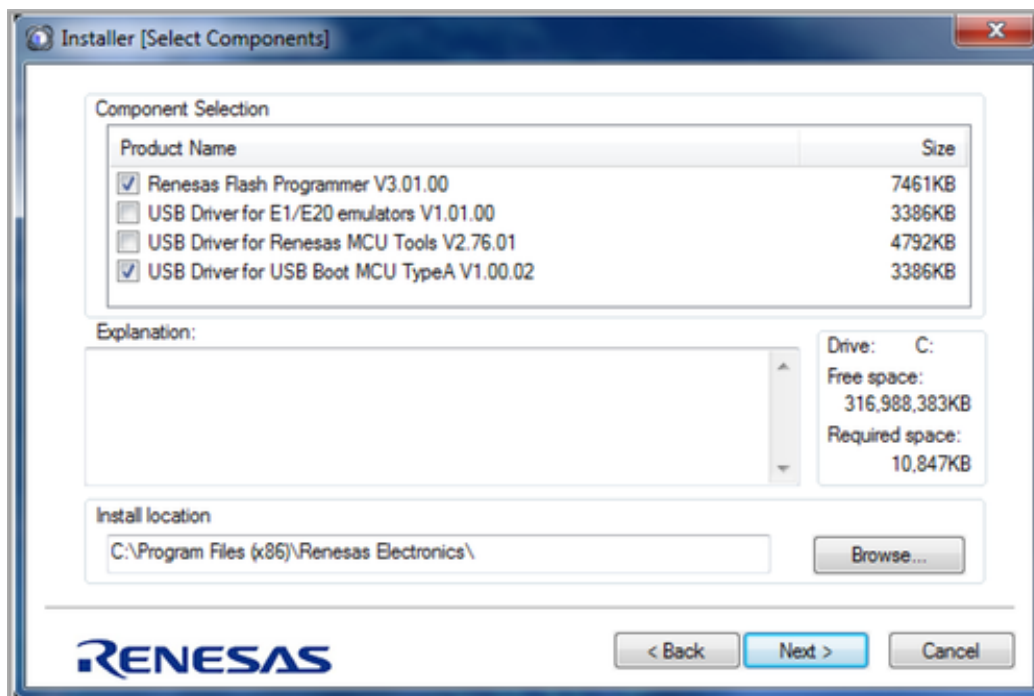 Installer [Select Components]
Component Selection
Product Name Size
Renesas Flash Programmer V3.01.00 7461KB
USB Driver for E1/E20 emulators V1.01.00 3386KB
USB Driver for Renesas MCU Tools V2.76.01 4792KB
USB Driver for USB Boot MCU TypeA V1.00.02 3386KB
Explanation:
Drive: C:
Free space:
316,988,383KB
Required space:
10,847KB
Install location
C:\Program Files (x86)\Renesas Electronics\
Browse...
RENESAS
< Back Next > Cancel